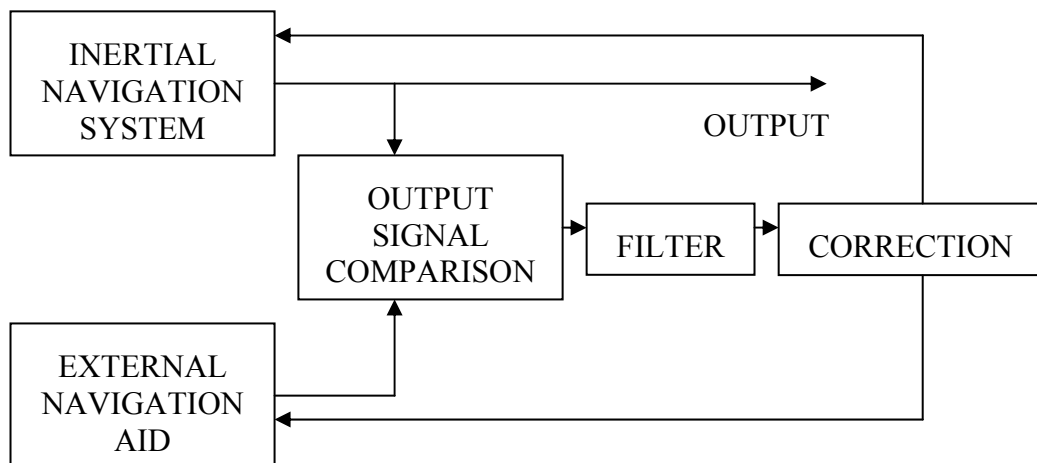 INERTIAL
NAVIGATION
SYSTEM
OUTPUT
OUTPUT
SIGNAL
COMPARISON
FILTER
CORRECTION
EXTERNAL
NAVIGATION
AID